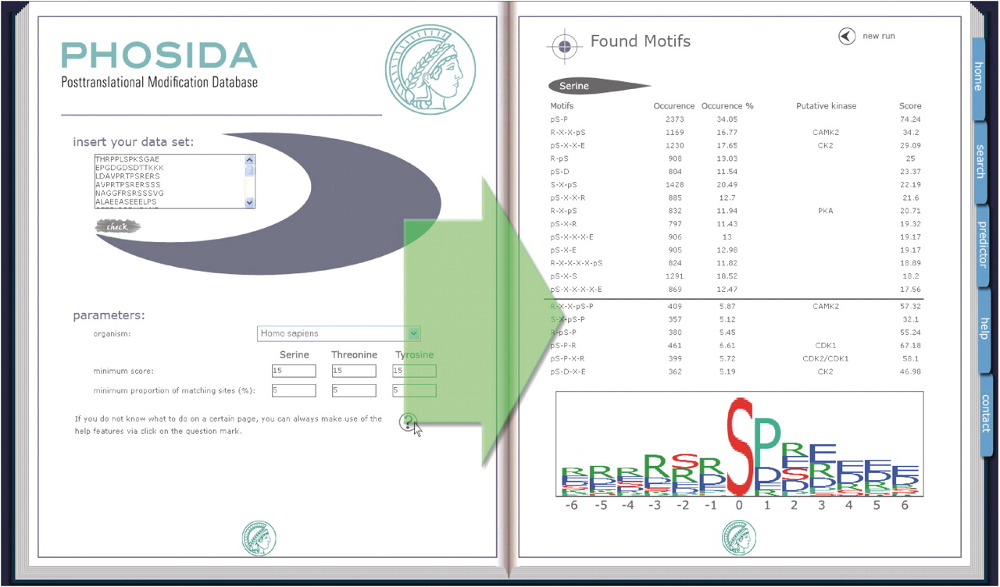 PHOSIDA
Posttranslational Modification Database
insert your data set:
THRPPLSPKSGAE
EPGDGDSDTTKKK
LDAVPRTPSRERS
AVPRTPSRERSSS
NAGGFRSRSSSVG
ALAEEASEEELPS
check
parameters:
organism: Homo sapiens
Serine Threonine Tyrosine
minimum score: 15 15 15
minimum proportion of matching sites (%): 5 5 5
If you do not know what to do on a certain page, you can always make use of the
help features via click on the question mark.
?
Found Motifs
new run
Serine
Motifs Occurence Occurence % Putative kinase Score
pS-P 2373 34.05 74.24
R-X-X-pS 1169 16.77 CAMK2 34.2
pS-X-X-E 1230 17.65 CK2 29.09
R-pS 908 13.03 25
pS-D 804 11.54 23.37
S-X-pS 1428 20.49 22.19
pS-X-X-R 885 12.7 21.6
R-X-pS 832 11.94 PKA 20.71
pS-X-R 797 11.43 19.32
pS-X-X-X-E 906 13 19.17
pS-X-E 905 12.98 19.17
R-X-X-X-X-pS 824 11.82 18.89
pS-X-S 1291 18.52 18.2
pS-X-X-X-X-E 869 12.47 17.56
R-X-X-pS-P 409 5.87 CAMK2 57.32
S-X-pS-P 357 5.12 32.1
R-pS-P 380 5.45 55.24
pS-P-R 461 6.61 CDK1 67.18
pS-P-X-R 399 5.72 CDK2/CDK1 58.1
pS-D-X-E 362 5.19 CK2 46.98
-6 -5 -4 -3 -2 -1 0 1 2 3 4 5 6
home
search
predictor
help
contact